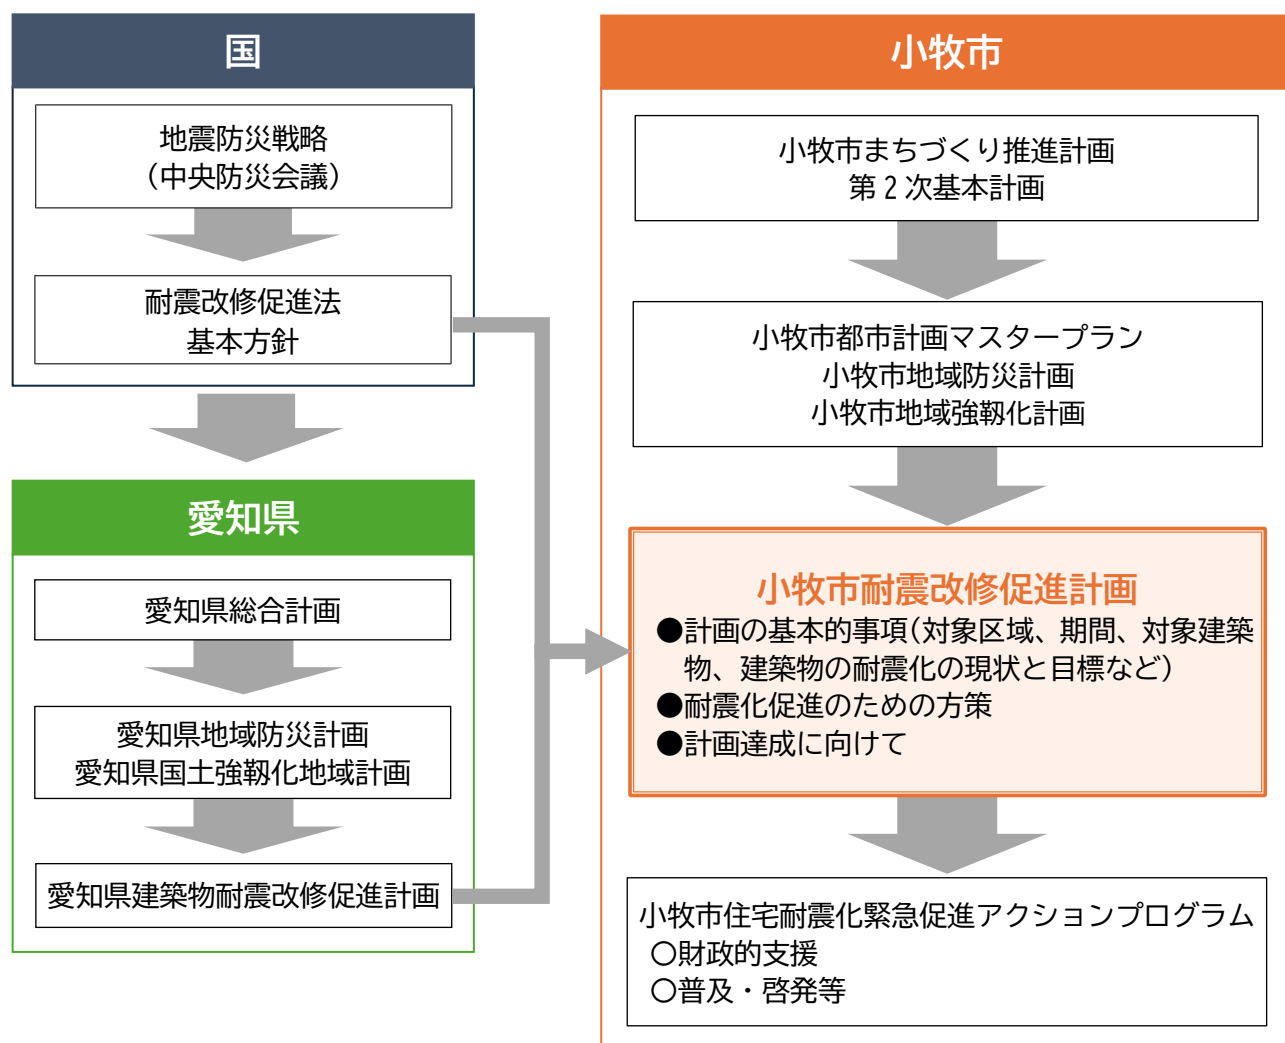 国
地震防災戦略
（中央防災会議）
耐震改修促進法
基本方針
愛知県
愛知県総合計画
愛知県地域防災計画
愛知県国土強靱化地域計画
愛知県建築物耐震改修促進計画
小牧市
小牧市まちづくり推進計画
第２次基本計画
小牧市都市計画マスタープラン
小牧市地域防災計画
小牧市地域強靱化計画
小牧市耐震改修促進計画
●計画の基本的事項(対象区域、期間、対象建築
物、建築物の耐震化の現状と目標など)
●耐震化促進のための方策
●計画達成に向けて
小牧市住宅耐震化緊急促進アクションプログラム
〇財政的支援
〇普及・啓発等